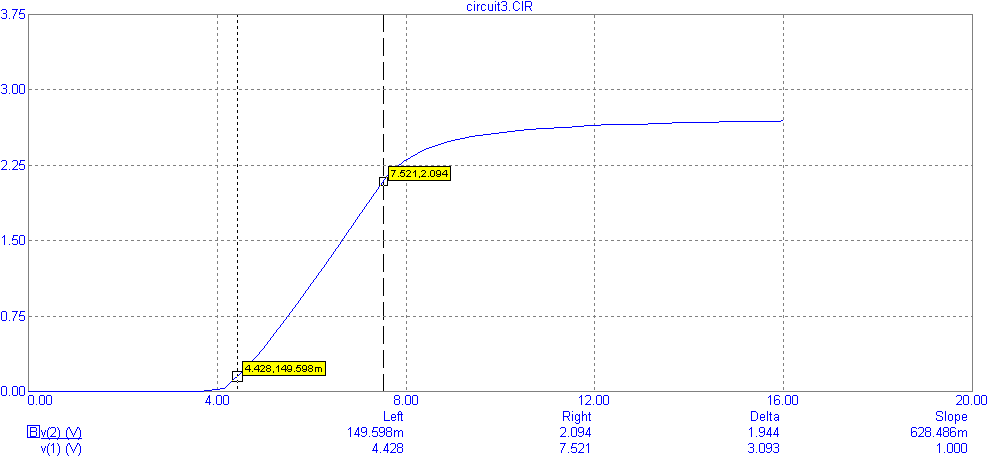 circuit3.CIR
3.75
3.00
2.25
7.521,2.094
1.50
0.75
4.428,149.598m
0.00
0.00 4.00 8.00 12.00 16.00 20.00
Left Right Delta Slope
B v(2) (V) 149.598m 2.094 1.944 628.486m
v(1) (V) 4.428 7.521 3.093 1.000